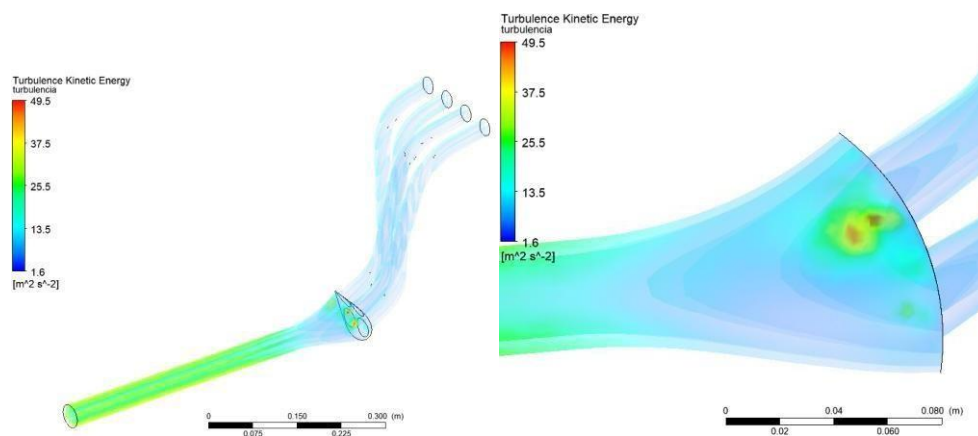 Turbulence Kinetic Energy
turbulencia
49.5
37.5
25.5
13.5
1.6
[m^2 s^-2]
0 0.150 0.300 (m)
0.075 0.225
Turbulence Kinetic Energy
turbulencia
49.5
37.5
25.5
13.5
1.6
[m^2 s^-2]
0 0.04 0.080 (m)
0.02 0.060